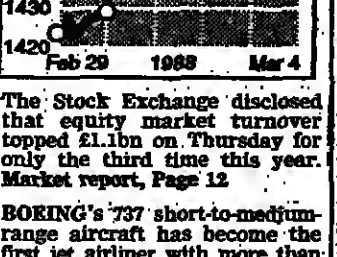 1430
1420
Feb 29 1988 Mar 4
The Stock Exchange disclosed
that equity market turnover
topped £1.1bn on Thursday for
only the third time this year.
Market report, Page 12
BOEING's 737 short-to-medium-
range aircraft has become the
first jet airliner with more than